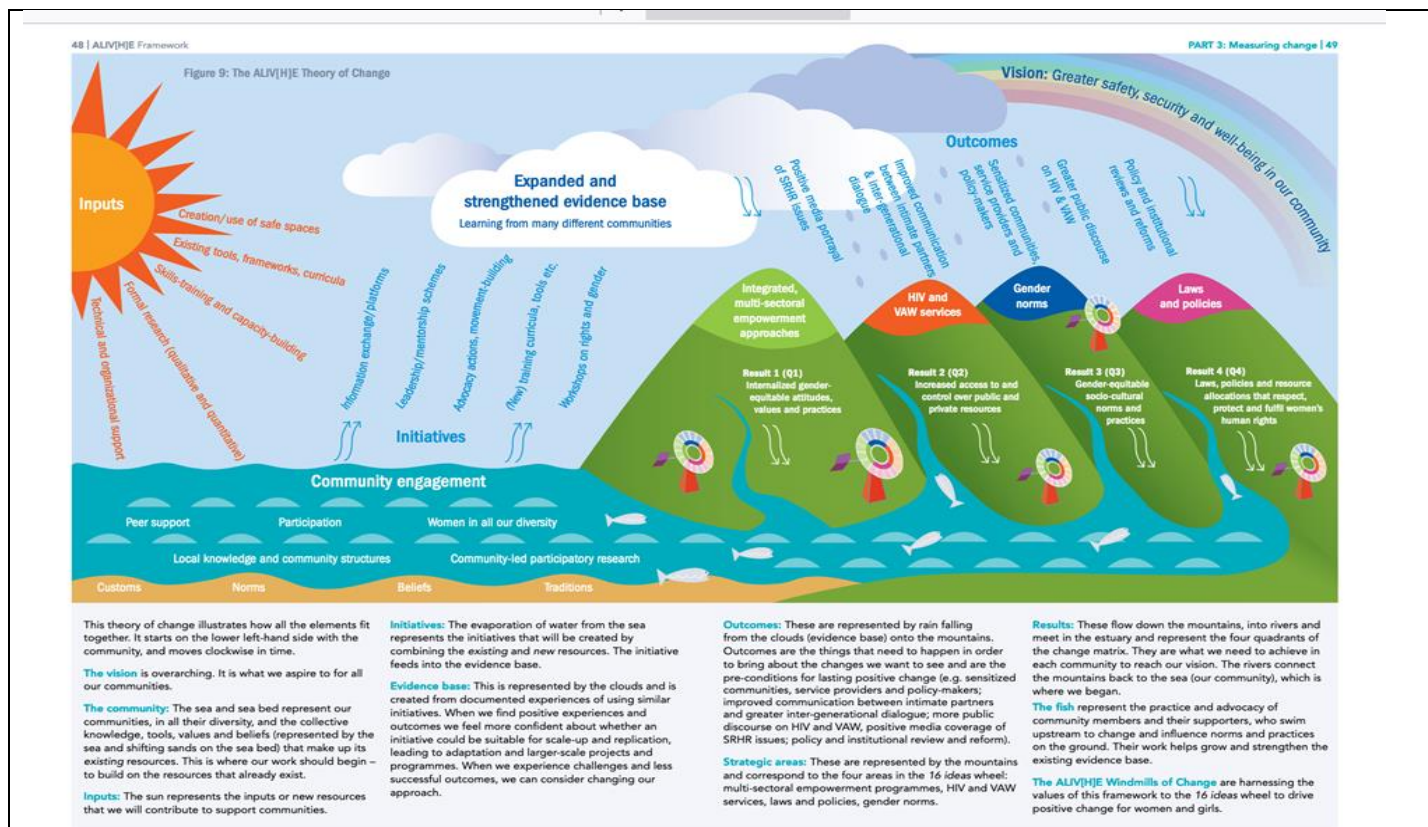 48 | ALIV[H]E Framework
PART 3: Measuring change | 49
Figure 9: The ALIV[H]E Theory of Change
Vision: Greater safety, security and well-being in our community
Inputs
Creation/use of safe spaces
Existing tools, frameworks, curricula
Skills-training and capacity-building
Formal research (qualitative and quantitative)
Technical and organizational support
Expanded and
strengthened evidence base
Learning from many different communities
Information exchange/platforms
Leadership/mentorship schemes
Advocacy actions, movement-building
(New) training curricula, tools etc.
Workshops on rights and gender
Initiatives
Outcomes
Positive media portrayal
of SRHR issues
Improved communication
between intimate partners
& inter-generational
dialogue
Sensitized communities,
service providers and
policy-makers
Greater public discourse
on HIV & VAW
Policy and institutional
reviews and reforms
Integrated,
multi-sectoral
empowerment
approaches
HIV and
VAW services
Gender
norms
Laws
and policies
Result 1 (Q1)
Internalized gender-
equitable attitudes,
values and practices
Result 2 (Q2)
Increased access to and
control over public and
private resources
Result 3 (Q3)
Gender-equitable
socio-cultural
norms and
practices
Result 4 (Q4)
Laws, policies and resource
allocations that respect,
protect and fulfil women's
human rights
Community engagement
Peer support
Participation
Women in all our diversity
Local knowledge and community structures
Community-led participatory research
Customs
Norms
Beliefs
Traditions
This theory of change illustrates how all the elements fit
together. It starts on the lower left-hand side with the
community, and moves clockwise in time.
The vision is overarching. It is what we aspire to for all
our communities.
The community: The sea and sea bed represent our
communities, in all their diversity, and the collective
knowledge, tools, values and beliefs (represented by the
sea and shifting sands on the sea bed) that make up its
existing resources. This is where our work should begin –
to build on the resources that already exist.
Inputs: The sun represents the inputs or new resources
that we will contribute to support communities.
Initiatives: The evaporation of water from the sea
represents the initiatives that will be created by
combining the existing and new resources. The initiative
feeds into the evidence base.
Evidence base: This is represented by the clouds and is
created from documented experiences of using similar
initiatives. When we find positive experiences and
outcomes we feel more confident about whether an
initiative could be suitable for scale-up and replication,
leading to adaptation and larger-scale projects and
programmes. When we experience challenges and less
successful outcomes, we can consider changing our
approach.
Outcomes: These are represented by rain falling
from the clouds (evidence base) onto the mountains.
Outcomes are the things that need to happen in order
to bring about the changes we want to see and are the
pre-conditions for lasting positive change (e.g. sensitized
communities, service providers and policy-makers;
improved communication between intimate partners
and greater inter-generational dialogue; more public
discourse on HIV and VAW, positive media coverage of
SRHR issues; policy and institutional review and reform).
Strategic areas: These are represented by the mountains
and correspond to the four areas in the 16 ideas wheel:
multi-sectoral empowerment programmes, HIV and VAW
services, laws and policies, gender norms.
Results: These flow down the mountains, into rivers and
meet in the estuary and represent the four quadrants of
the change matrix. They are what we need to achieve in
each community to reach our vision. The rivers connect
the mountains back to the sea (our community), which is
where we began.
The fish represent the practice and advocacy of
community members and their supporters, who swim
upstream to change and influence norms and practices
on the ground. Their work helps grow and strengthen the
existing evidence base.
The ALIV[H]E Windmills of Change are harnessing the
values of this framework to the 16 ideas wheel to drive
positive change for women and girls.